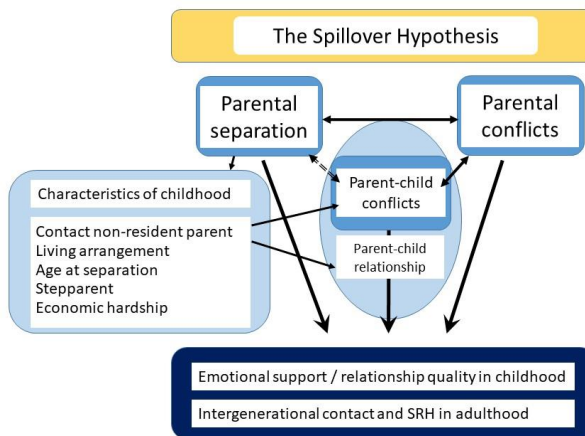 The Spillover Hypothesis
Parental
separation
Parental
conflicts
Parent-child
conflicts
Parent-child
relationship
Characteristics of childhood
Contact non-resident parent
Living arrangement
Age at separation
Stepparent
Economic hardship
Emotional support / relationship quality in childhood
Intergenerational contact and SRH in adulthood